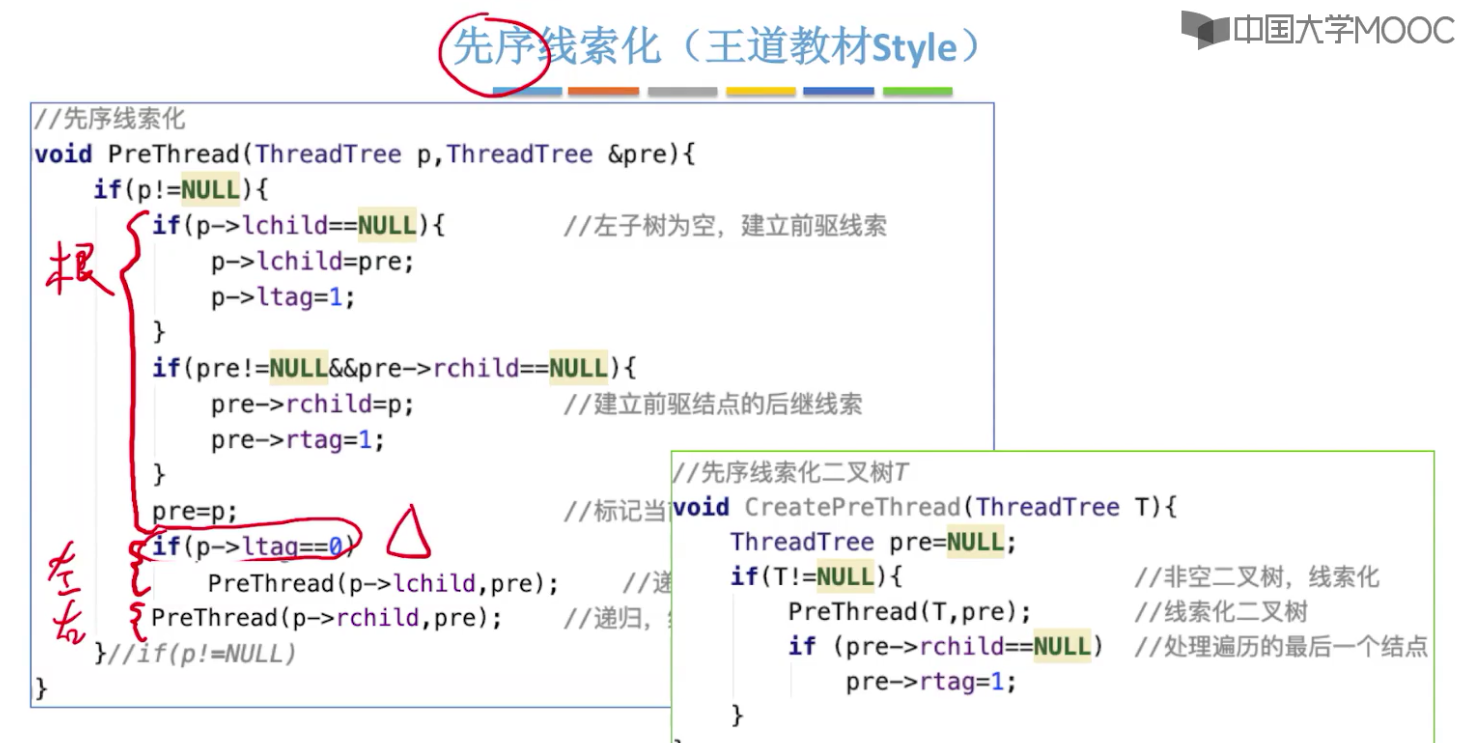 先序线索化（王道教材Style）
中国大学MOOC
//先序线索化
void PreThread(ThreadTree p,ThreadTree &pre){
if(p!=NULL){
if(p->lchild==NULL){ //左子树为空，建立前驱线索
p->lchild=pre;
p->ltag=1;
}
if(pre!=NULL&&pre->rchild==NULL){
pre->rchild=p; //建立前驱结点的后继线索
pre->rtag=1;
}
pre=p; //标记当
if(p->ltag==0)
PreThread(p->lchild,pre); //递
PreThread(p->rchild,pre); //递归，
}//if(p!=NULL)
}
根
左
右
//先序线索化二叉树T
void CreatePreThread(ThreadTree T){
ThreadTree pre=NULL;
if(T!=NULL){ //非空二叉树，线索化
PreThread(T,pre); //线索化二叉树
if (pre->rchild==NULL) //处理遍历的最后一个结点
pre->rtag=1;
}